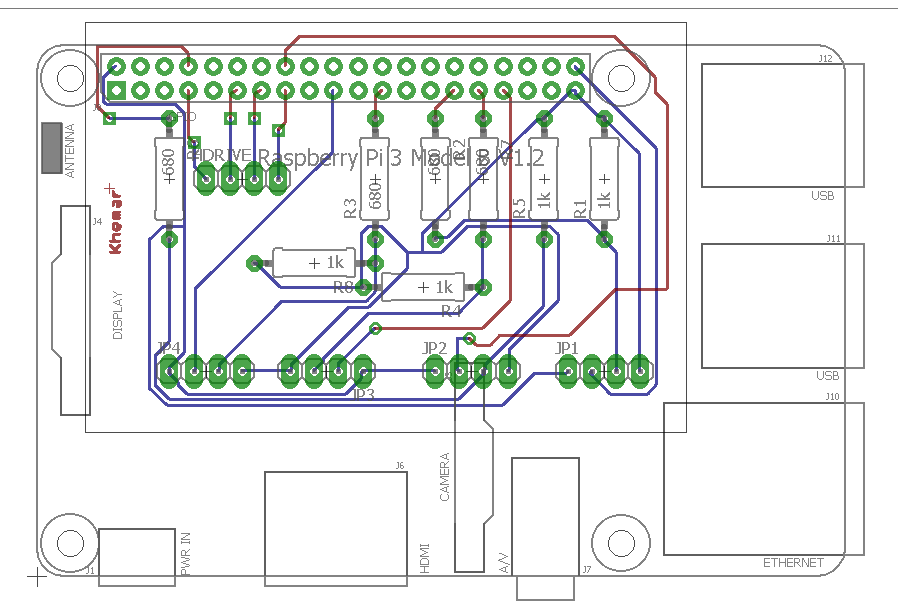 J12
USB
J11
USB
J10
ETHERNET
ANTENNA
J4
DISPLAY
Khemar
HDRIVE
Raspberry Pi 3 Model B V1.2
680
R3
680
680
R5
1k
R1
1k
1k
R8
1k
R4
JP4
JP3
JP2
JP1
J1
PWR IN
J6
HDMI
CAMERA
A/V
J7